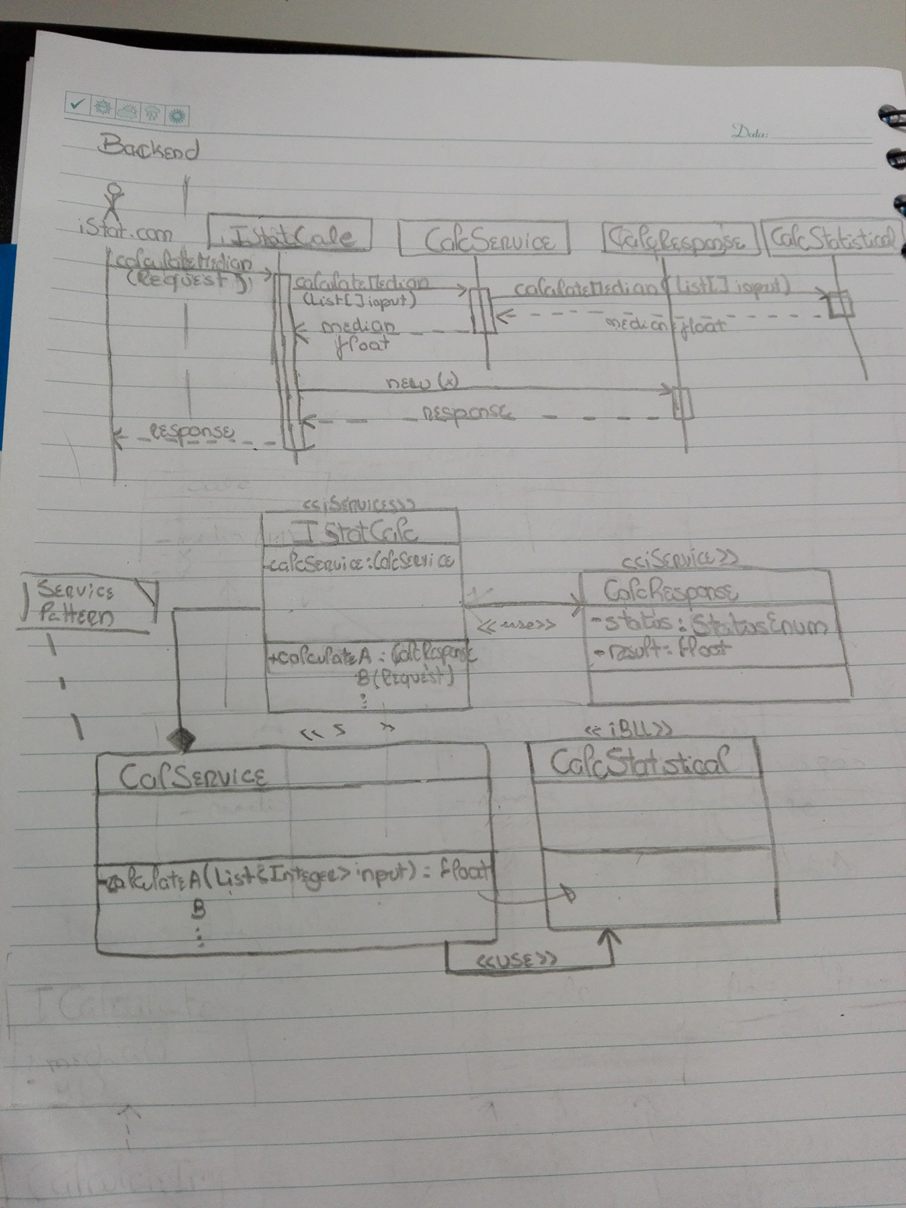 Data:
Backend
iStat.com
IStatCalc
CalcService
CalcResponse
CalcStatistical
calculateMedian
(Request)
calculateMedian
(List[] input)
calculateMedian(List[] input)
median
float
median float
new(x)
response
response
<<iServices>>
IStatCalc
-calcService:CalcService
+calculateA: CalcResponse
B(Request)
:
Service
Pattern
<<iService>>
CalcResponse
-status: StatusEnum
-result: float
<<use>>
<<S >>
CalService
-calculateA(List<Integer> input): float
B
:
<<iBLL>>
CalcStatistical
<<USE>>
ICalculate